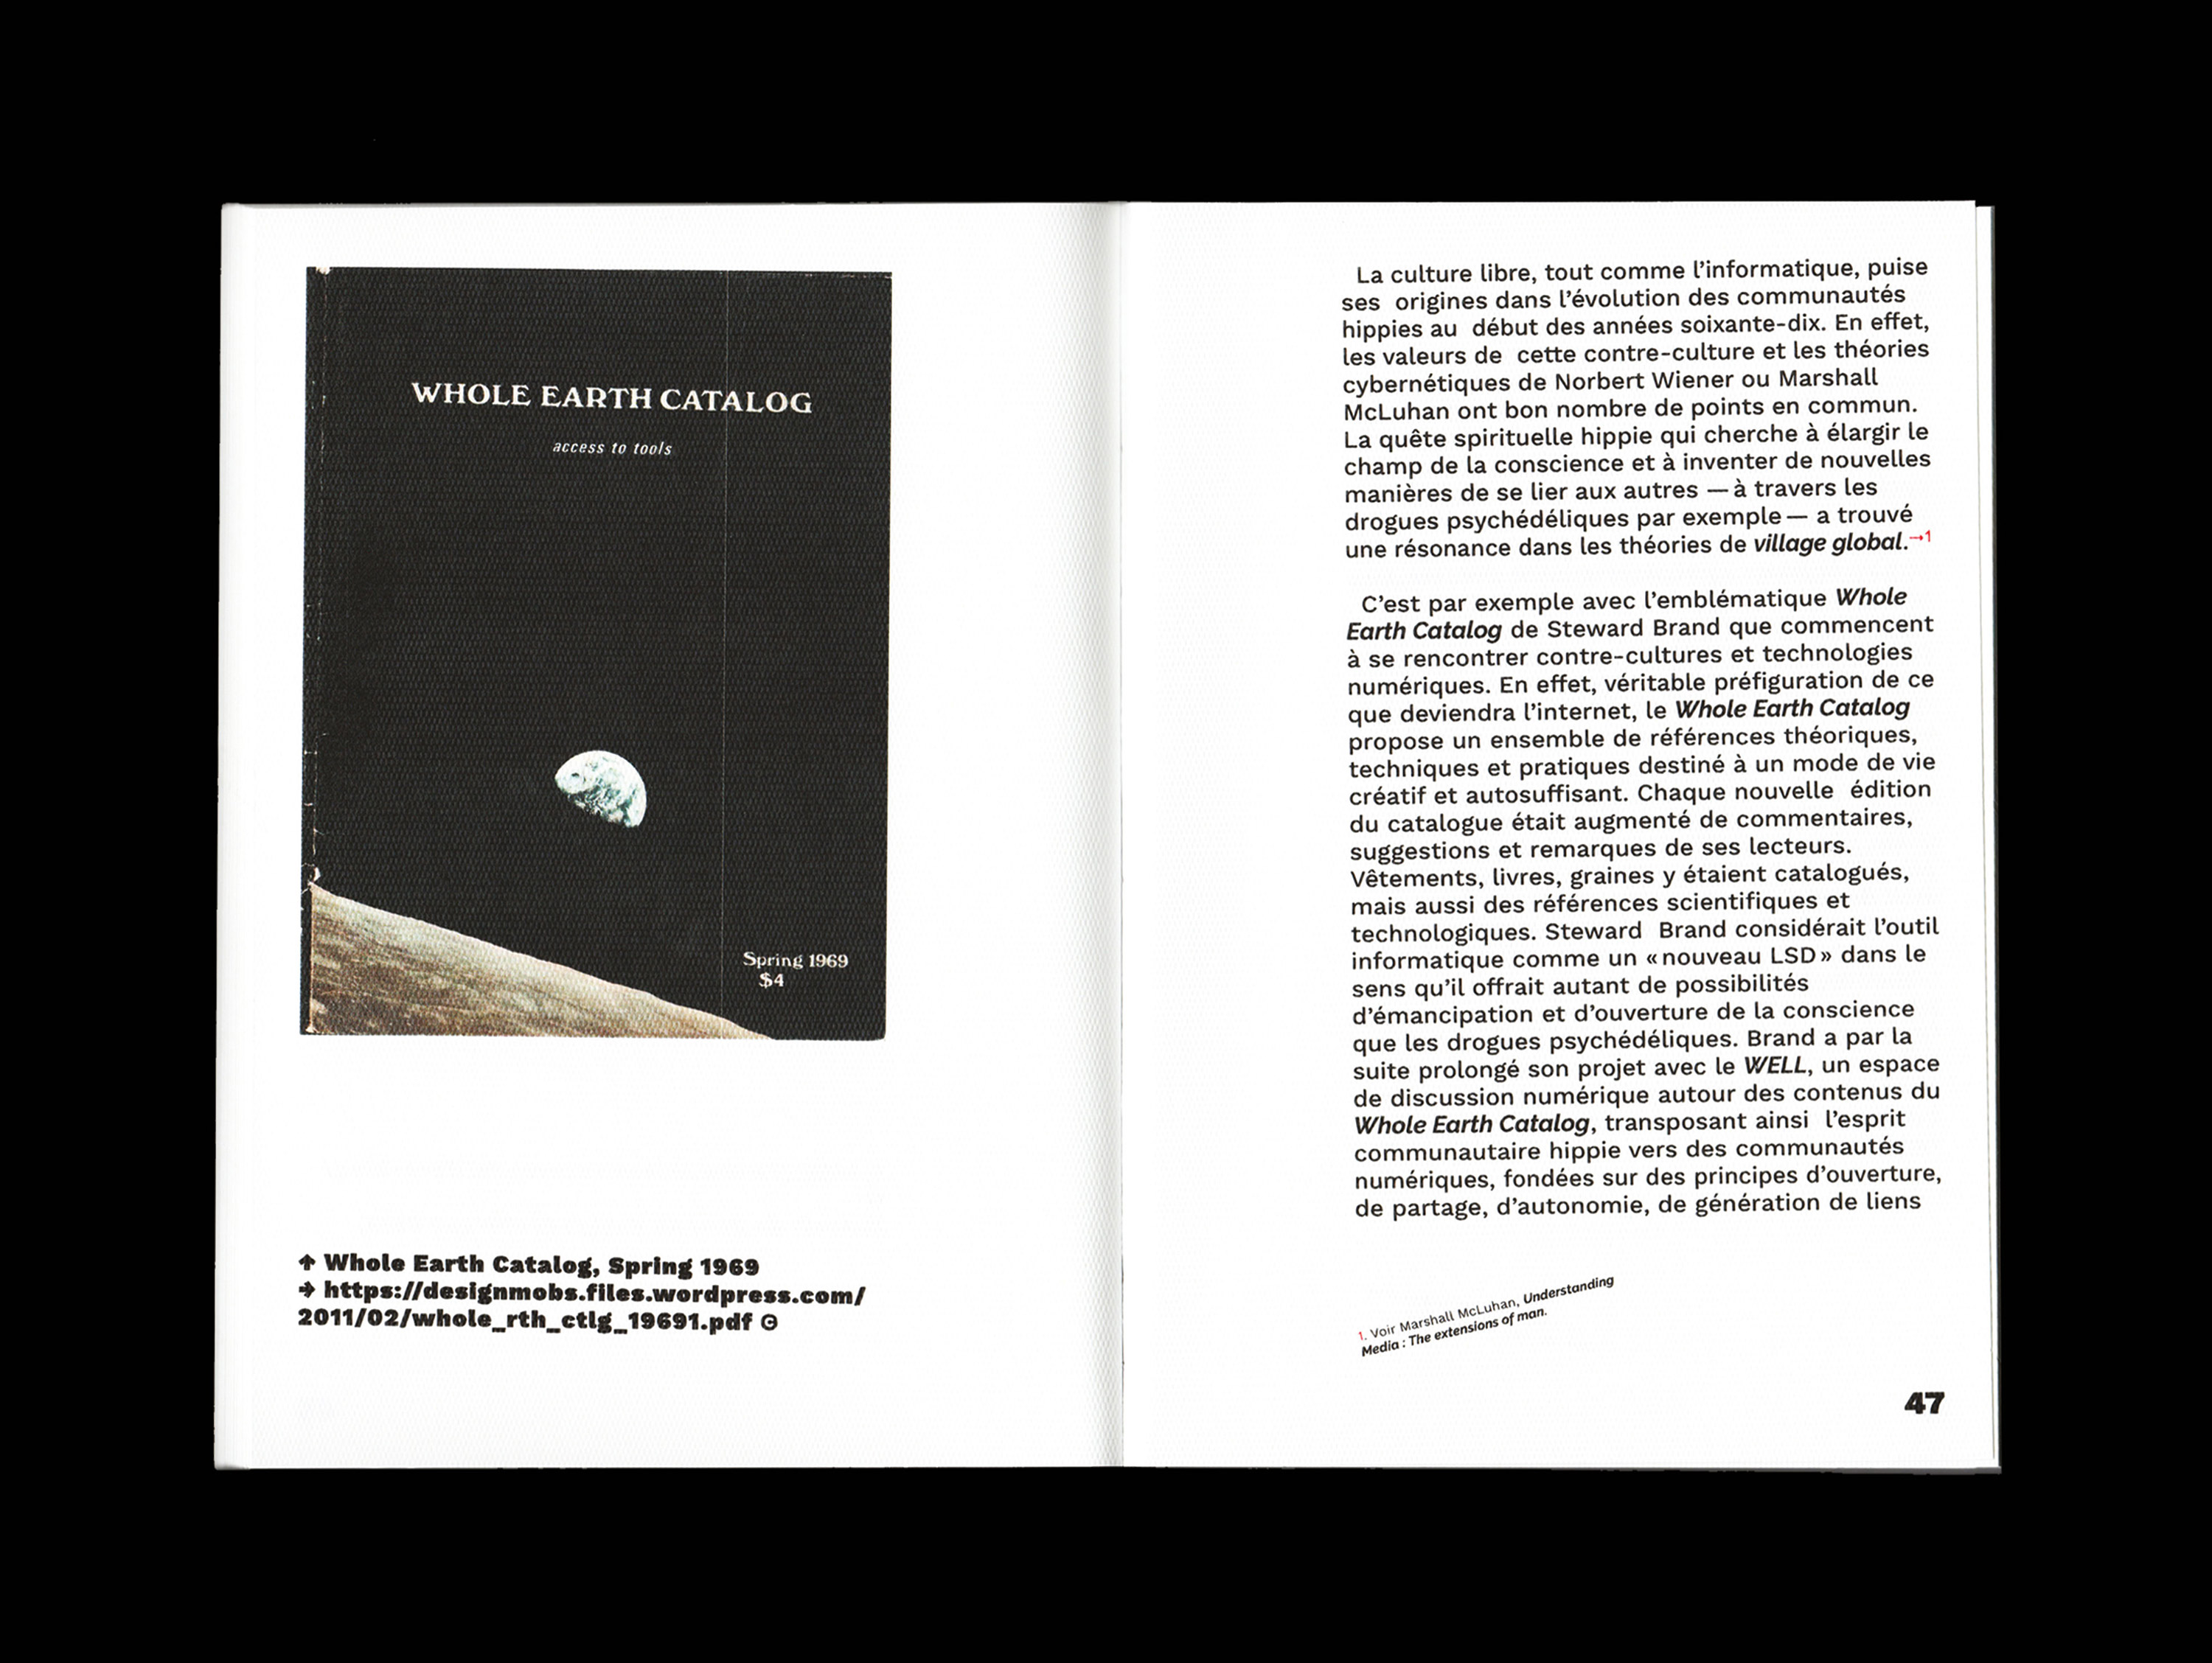 WHOLE EARTH CATALOG
access to tools
Spring 1969
$4
↑ Whole Earth Catalog, Spring 1969
→ https://designmobs.files.wordpress.com/
2011/02/whole_rth_ctlg_19691.pdf
La culture libre, tout comme l’informatique, puise
ses origines dans l’évolution des communautés
hippies au début des années soixante-dix. En effet,
les valeurs de cette contre-culture et les théories
cybernétiques de Norbert Wiener ou Marshall
McLuhan ont bon nombre de points en commun.
La quête spirituelle hippie qui cherche à élargir le
champ de la conscience et à inventer de nouvelles
manières de se lier aux autres — à travers les
drogues psychédéliques par exemple — a trouvé
une résonance dans les théories de village global.→1
C’est par exemple avec l’emblématique Whole
Earth Catalog de Steward Brand que commencent
à se rencontrer contre-cultures et technologies
numériques. En effet, véritable préfiguration de ce
que deviendra l’internet, le Whole Earth Catalog
propose un ensemble de références théoriques,
techniques et pratiques destiné à un mode de vie
créatif et autosuffisant. Chaque nouvelle édition
du catalogue était augmenté de commentaires,
suggestions et remarques de ses lecteurs.
Vêtements, livres, graines y étaient catalogués,
mais aussi des références scientifiques et
technologiques. Steward Brand considérait l’outil
informatique comme un « nouveau LSD » dans le
sens qu’il offrait autant de possibilités
d’émancipation et d’ouverture de la conscience
que les drogues psychédéliques. Brand a par la
suite prolongé son projet avec le WELL, un espace
de discussion numérique autour des contenus du
Whole Earth Catalog, transposant ainsi l’esprit
communautaire hippie vers des communautés
numériques, fondées sur des principes d’ouverture,
de partage, d’autonomie, de génération de liens
1. Voir Marshall McLuhan, Understanding
Media : The extensions of man.
47